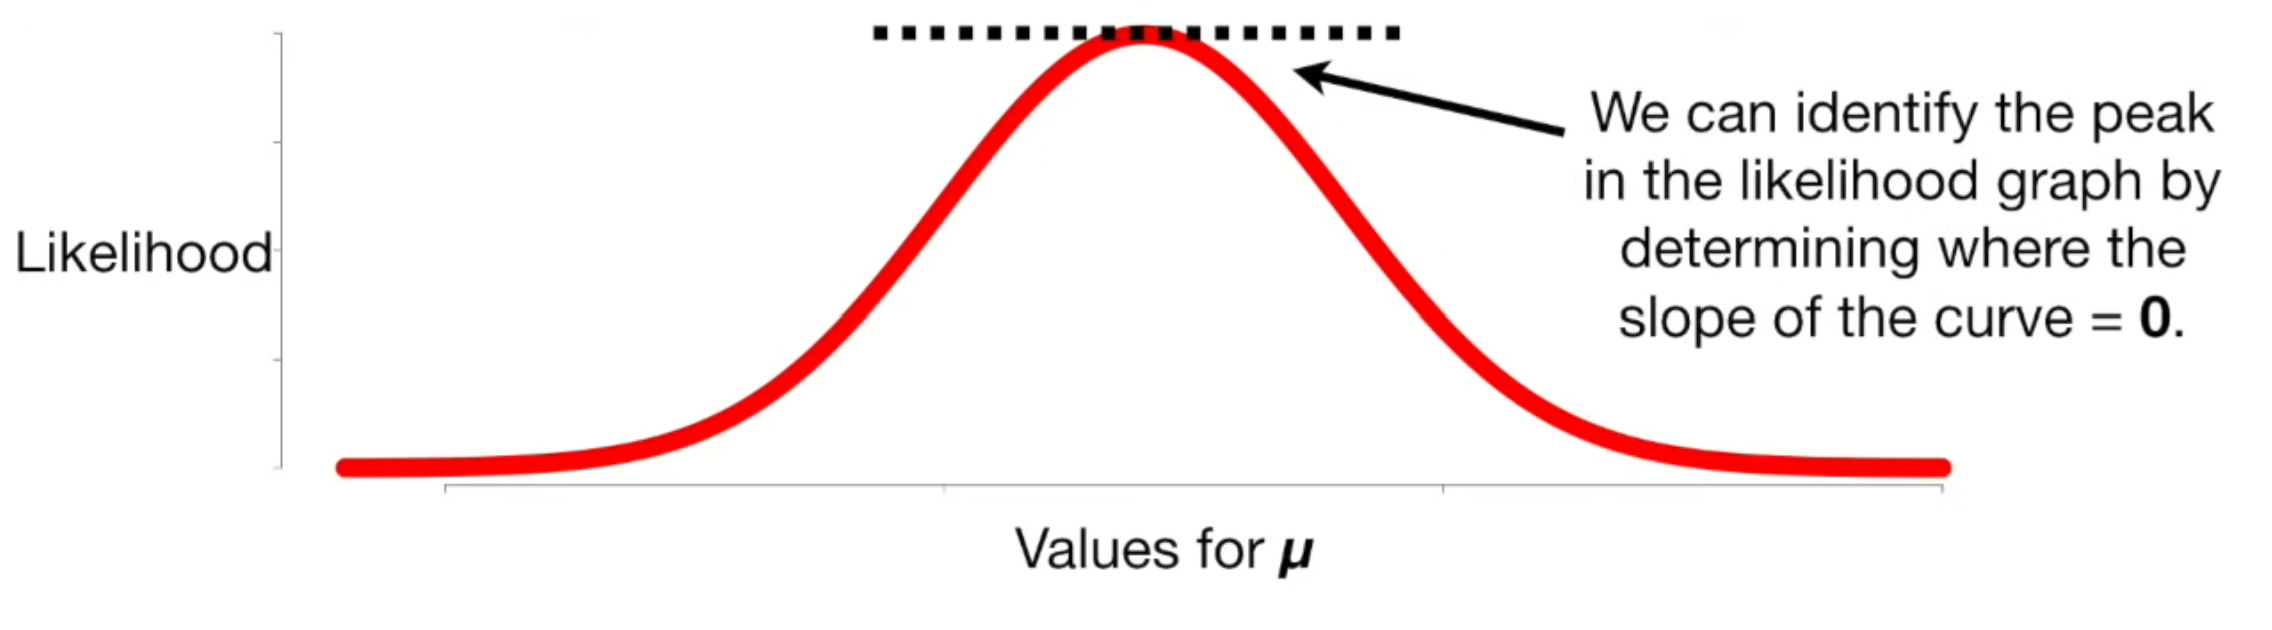 We can identify the peak
in the likelihood graph by
determining where the
slope of the curve = 0.
Likelihood
Values for μ